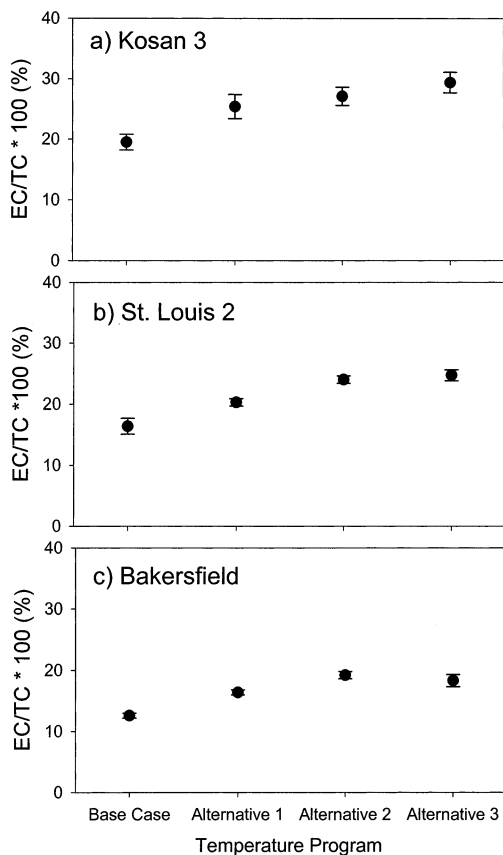 a) Kosan 3
EC/TC * 100 (%)
40
30
20
10
0
b) St. Louis 2
EC/TC *100 (%)
40
30
20
10
0
c) Bakersfield
EC/TC * 100 (%)
40
30
20
10
0
Base Case Alternative 1 Alternative 2 Alternative 3
Temperature Program